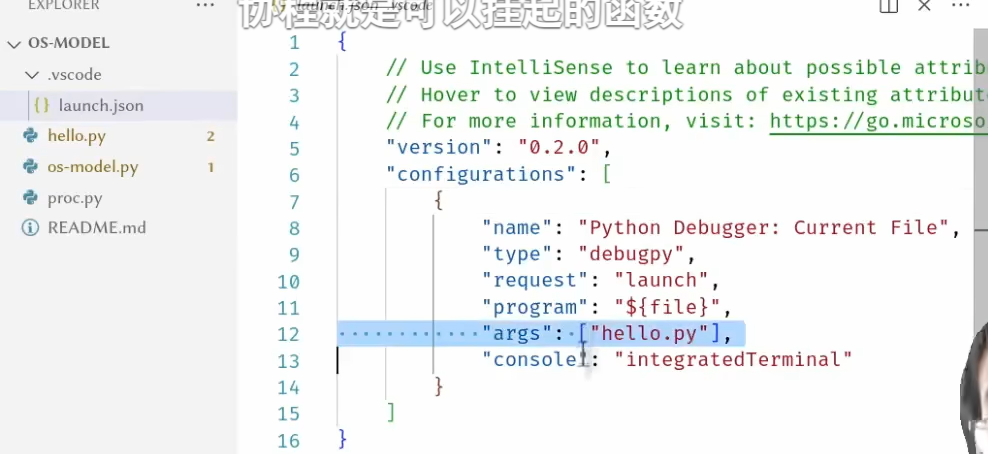 EXPLORER
OS-MODEL
.vscode
{} launch.json
hello.py 2
os-model.py 1
proc.py
README.md
launch.json .vscode
协程就是可以挂起的函数
1 {
2 // Use IntelliSense to learn about possible attrib
3 // Hover to view descriptions of existing attribut
4 // For more information, visit: https://go.microso
5 "version": "0.2.0",
6 "configurations": [
7 {
8 "name": "Python Debugger: Current File",
9 "type": "debugpy",
10 "request": "launch",
11 "program": "${file}",
12 "args": ["hello.py"],
13 "console": "integratedTerminal"
14 }
15 ]
16 }